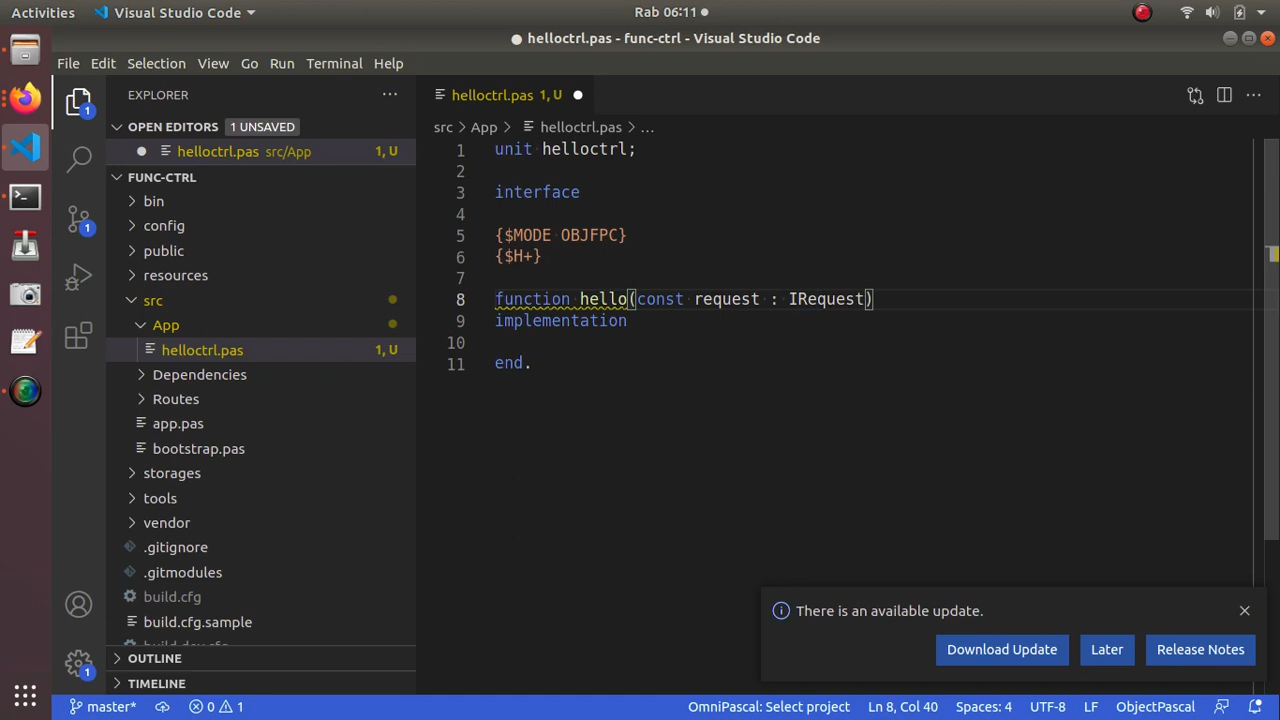 Activities
Visual Studio Code
Rab 06:11
helloctrl.pas - func-ctrl - Visual Studio Code
File Edit Selection View Go Run Terminal Help
EXPLORER
OPEN EDITORS 1 UNSAVED
helloctrl.pas src/App 1, U
FUNC-CTRL
bin
config
public
resources
src
App
helloctrl.pas 1, U
Dependencies
Routes
app.pas
bootstrap.pas
storages
tools
vendor
.gitignore
.gitmodules
build.cfg
build.cfg.sample
build.dev.cfg
OUTLINE
TIMELINE
1
1
1
helloctrl.pas 1, U
src > App > helloctrl.pas > ...
1 unit helloctrl;
2
3 interface
4
5 {$MODE OBJFPC}
6 {$H+}
7
8 function hello(const request : IRequest)
9 implementation
10
11 end.
There is an available update.
Download Update Later Release Notes
master* 0 1 OmniPascal: Select project Ln 8, Col 40 Spaces: 4 UTF-8 LF ObjectPascal